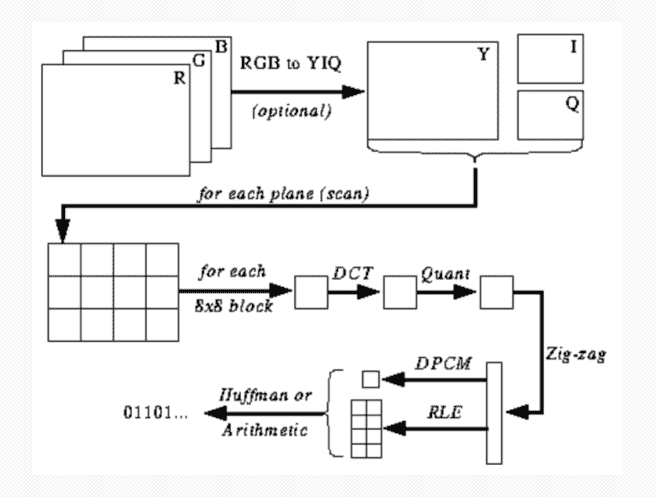 R
G
B
RGB to YIQ
(optional)
Y
I
Q
for each plane (scan)
for each
8x8 block
DCT
Quant
Zig-zag
DPCM
RLE
Huffman or
Arithmetic
01101...